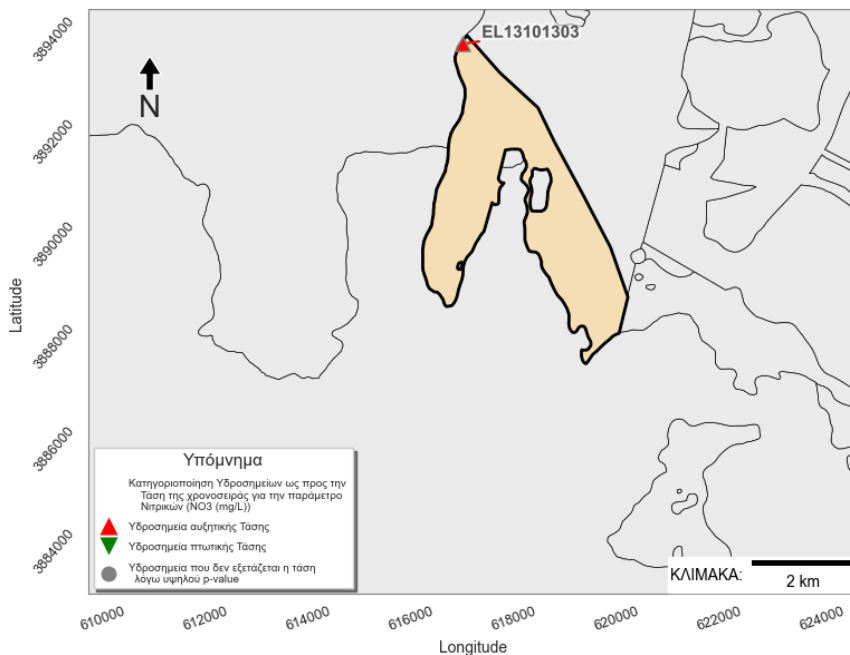 3894000
EL13101303
N
3892000
3890000
Latitude
3888000
3886000
3884000
Υπόμνημα
Κατηγοριοποίηση Υδροσημείων ως προς την
Τάση της χρονοσειράς για την παράμετρο
Νιτρικών (NO3 (mg/L))
Υδροσημεία αυξητικής Τάσης
Υδροσημεία πτωτικής Τάσης
Υδροσημεία που δεν εξετάζεται η τάση
λόγω υψηλού p-value
ΚΛΙΜΑΚΑ:
2 km
610000
612000
614000
616000
618000
620000
622000
624000
Longitude